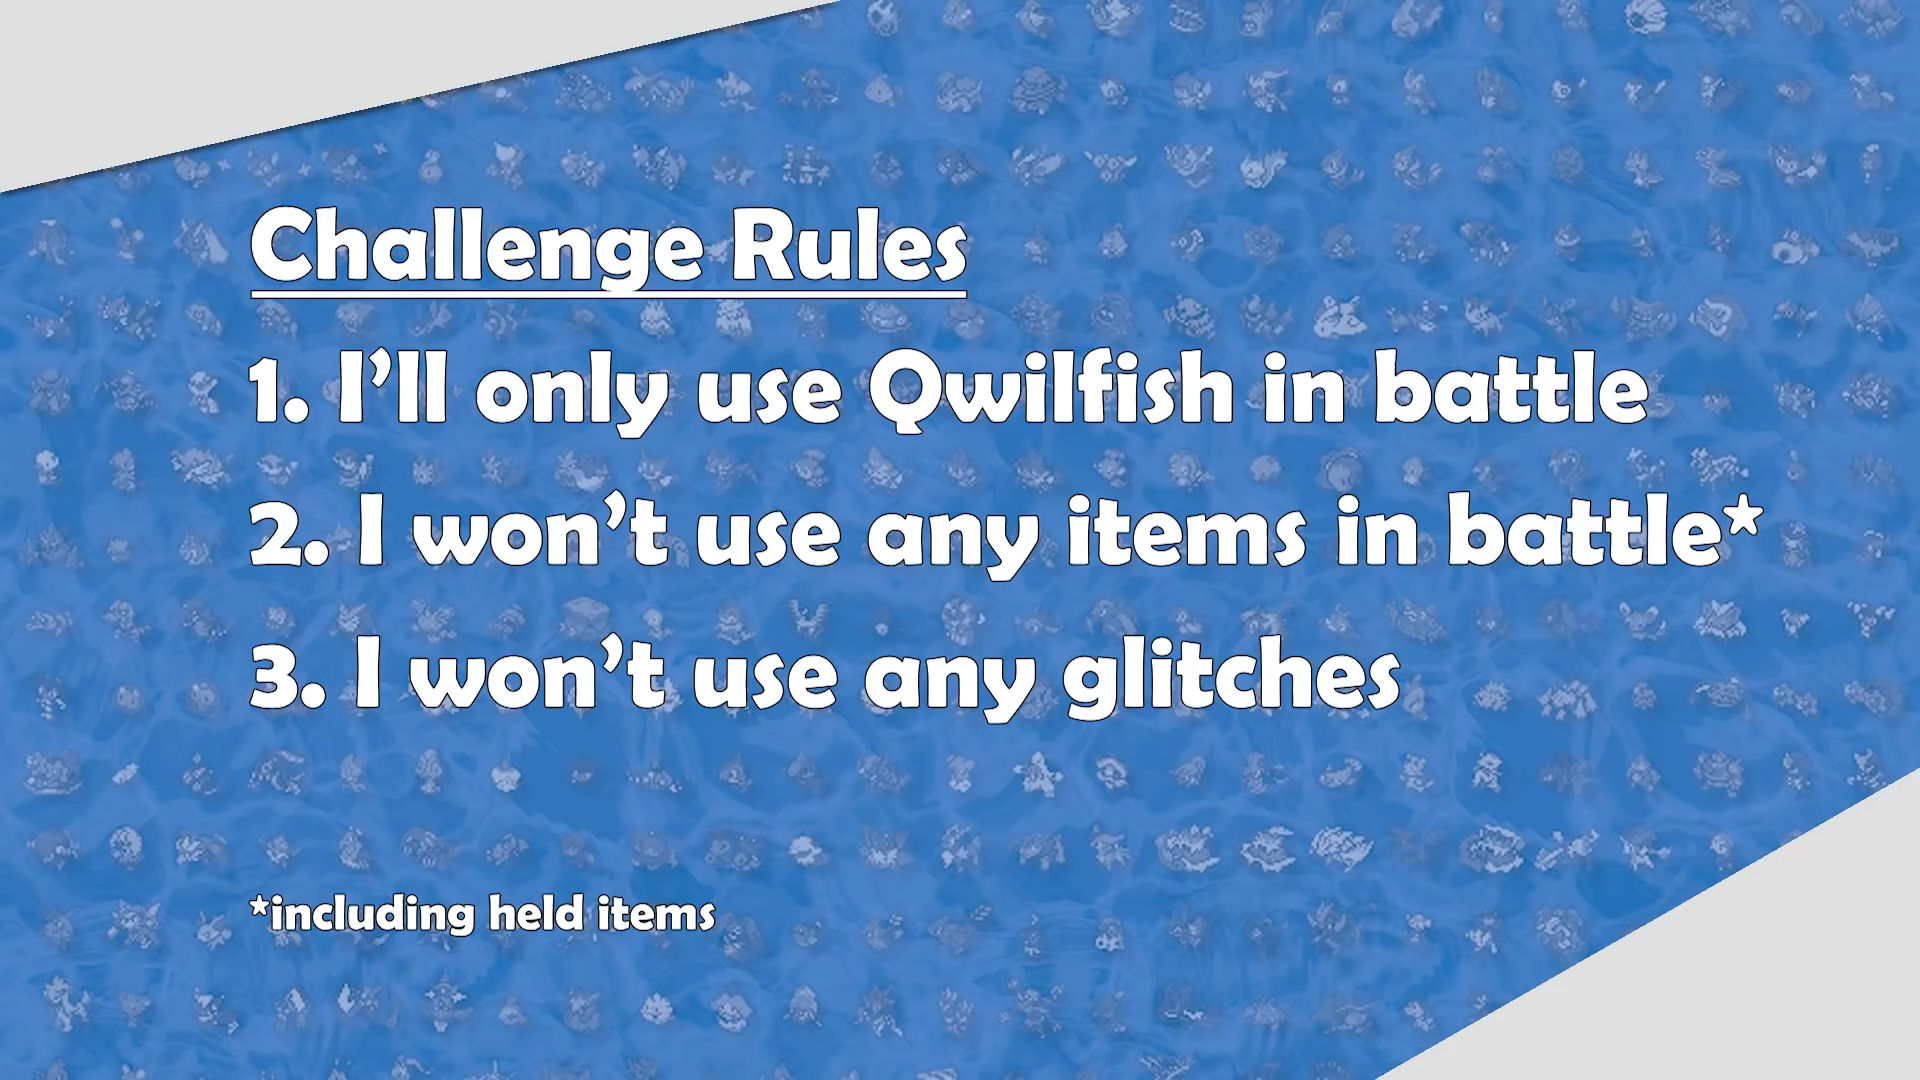 Challenge Rules
1. I’ll only use Qwilfish in battle
2. I won’t use any items in battle*
3. I won’t use any glitches
*including held items